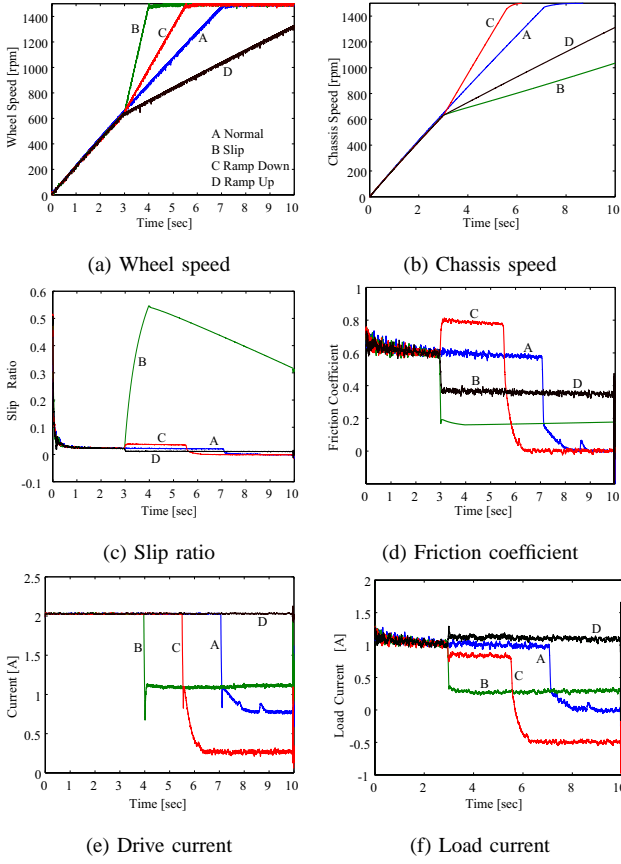 Wheel Speed [rpm]
1400
1200
1000
800
600
400
200
0
B
C
A
D
A Normal
B Slip
C Ramp Down
D Ramp Up
0 1 2 3 4 5 6 7 8 9 10
Time [sec]
(a) Wheel speed
Chassis Speed [rpm]
1400
1200
1000
800
600
400
200
0
C
A
D
B
0 2 4 6 8 10
Time [sec]
(b) Chassis speed
Slip Ratio
0.6
0.5
0.4
0.3
0.2
0.1
0
-0.1
B
C
A
D
0 1 2 3 4 5 6 7 8 9 10
Time [sec]
(c) Slip ratio
Friction Coefficient
1
0.8
0.6
0.4
0.2
0
C
A
B
D
0 1 2 3 4 5 6 7 8 9 10
Time [sec]
(d) Friction coefficient
Current [A]
2.5
2
1.5
1
0.5
0
D
B
C
A
0 1 2 3 4 5 6 7 8 9 10
Time [sec]
(e) Drive current
Load Current [A]
2
1.5
1
0.5
0
-0.5
-1
D
A
C
B
0 2 4 6 8 10
Time [sec]
(f) Load current